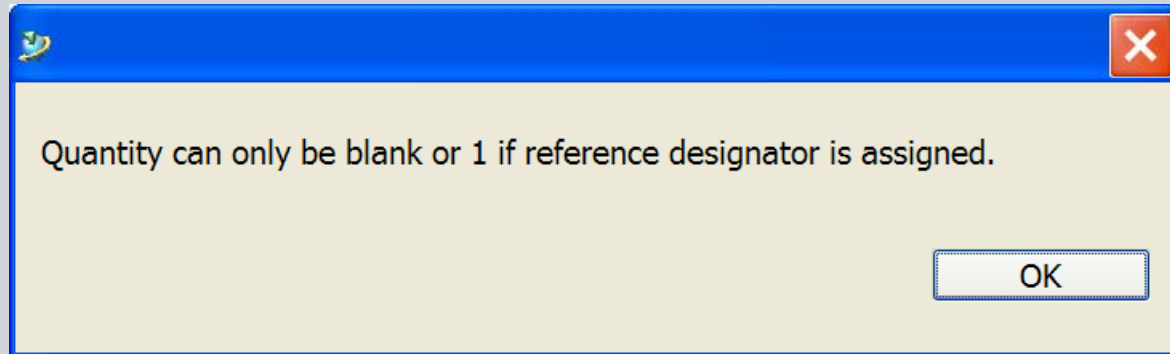 Quantity can only be blank or 1 if reference designator is assigned.
OK